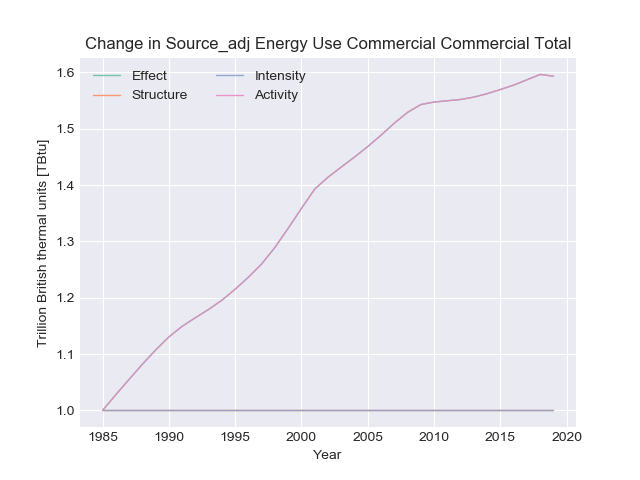 Change in Source_adj Energy Use Commercial Commercial Total
Effect
Structure
Intensity
Activity
Trillion British thermal units [TBtu]
1.6
1.5
1.4
1.3
1.2
1.1
1.0
1985 1990 1995 2000 2005 2010 2015 2020
Year